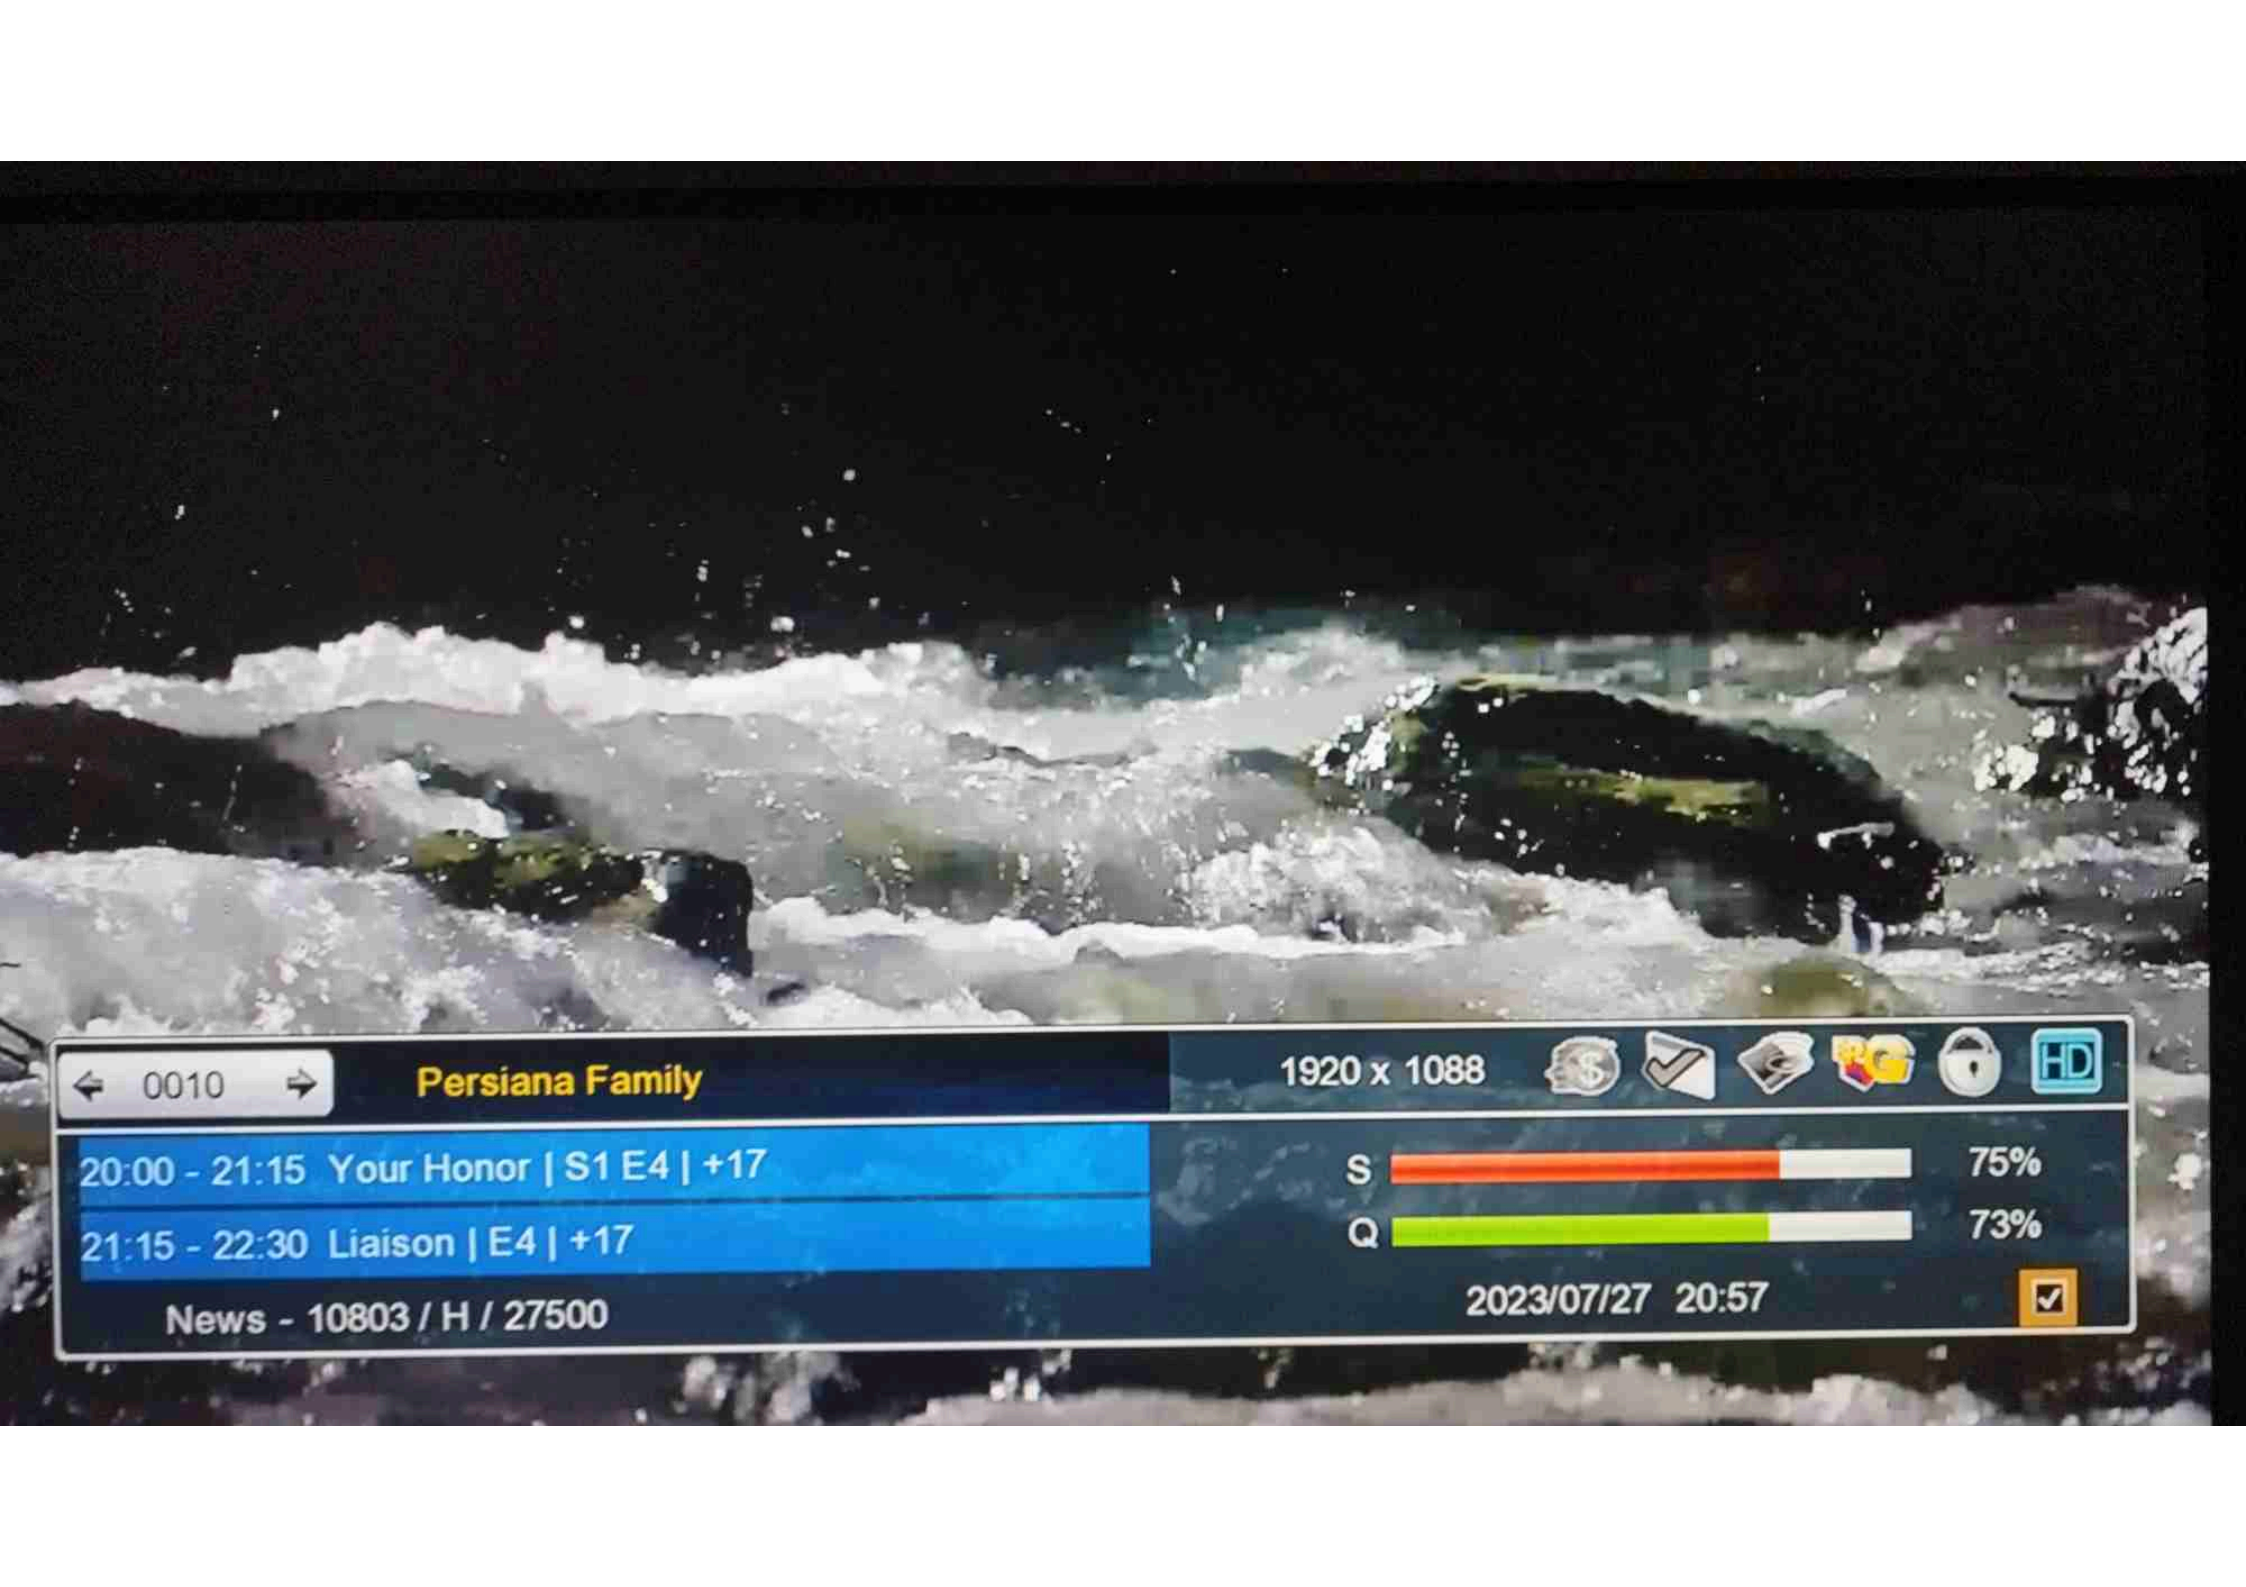 0010 Persiana Family 1920 x 1088 HD
20:00 - 21:15 Your Honor | S1 E4 | +17
S 75%
21:15 - 22:30 Liaison | E4 | +17
Q 73%
News - 10803 / H / 27500
2023/07/27 20:57